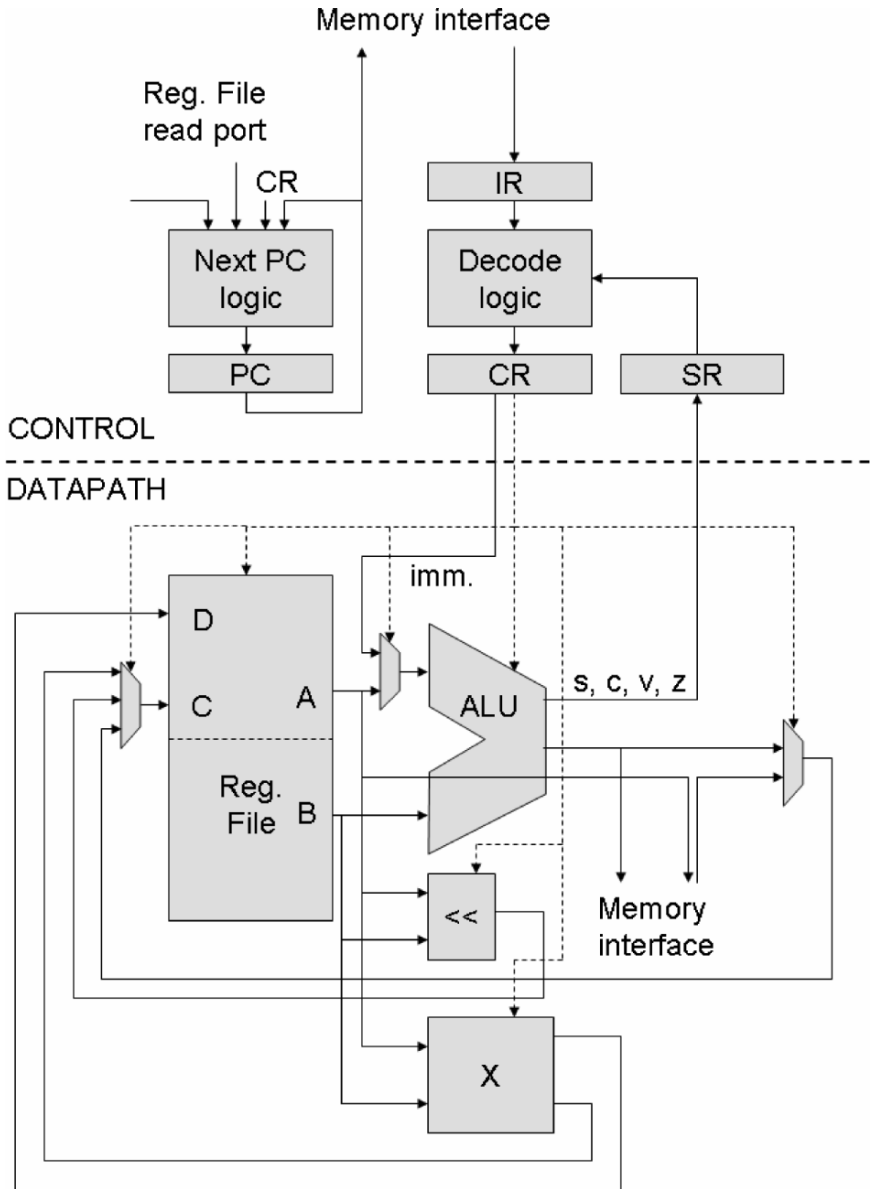 Memory interface
Reg. File
read port
CR
IR
Next PC
logic
Decode
logic
PC
CR
SR
CONTROL
DATAPATH
imm.
D
s, c, v, z
C
A
ALU
Reg.
File
B
<<
Memory
interface
X